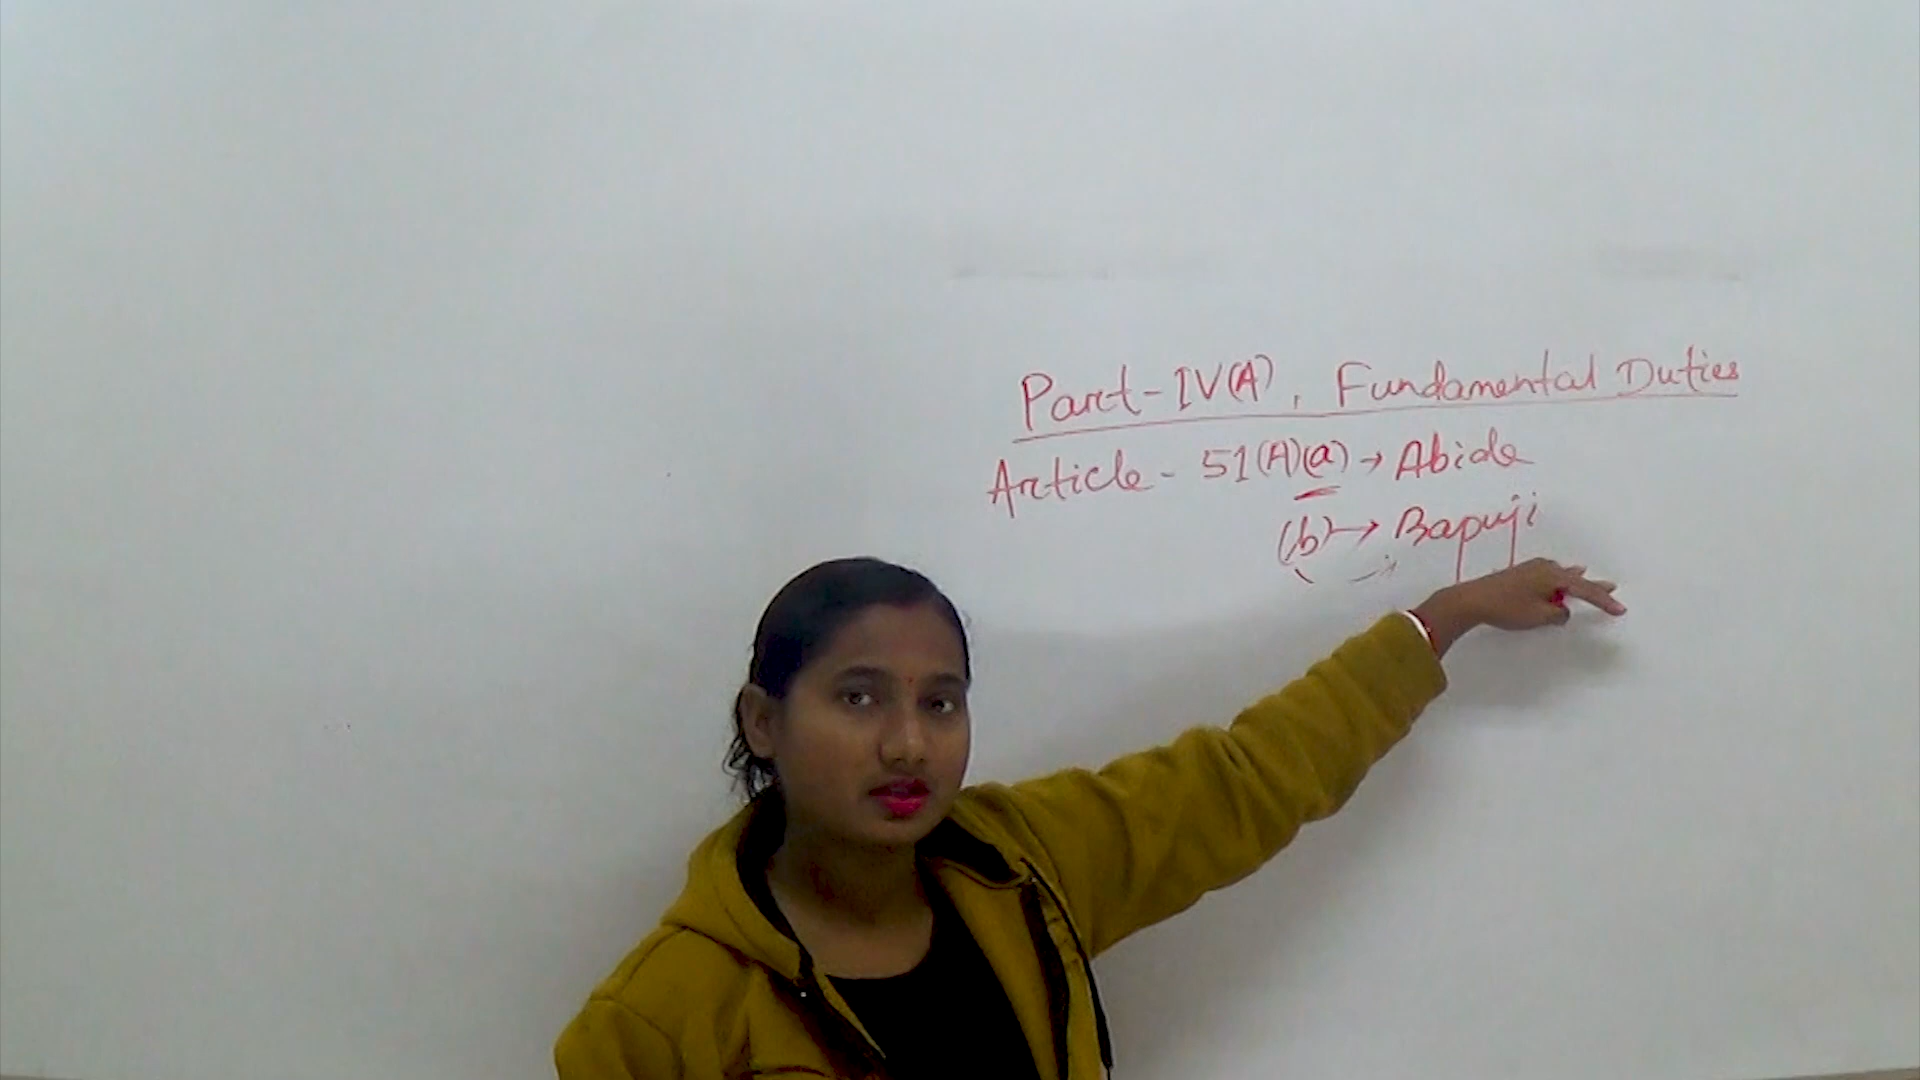 Part-IV(A), Fundamental Duties
Article - 51(A)(a) → Abide
(b) → Bapuji